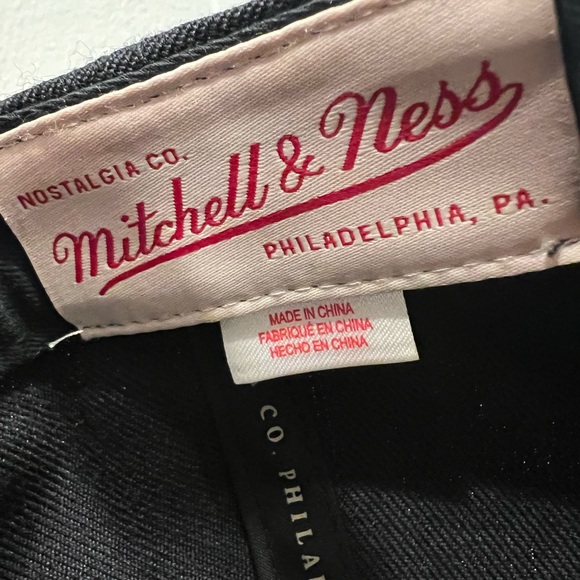 NOSTALGIA CO.
Mitchell & Ness
PHILADELPHIA, PA.
MADE IN CHINA
FABRIQUÉ EN CHINA
HECHO EN CHINA
CO. PHILA